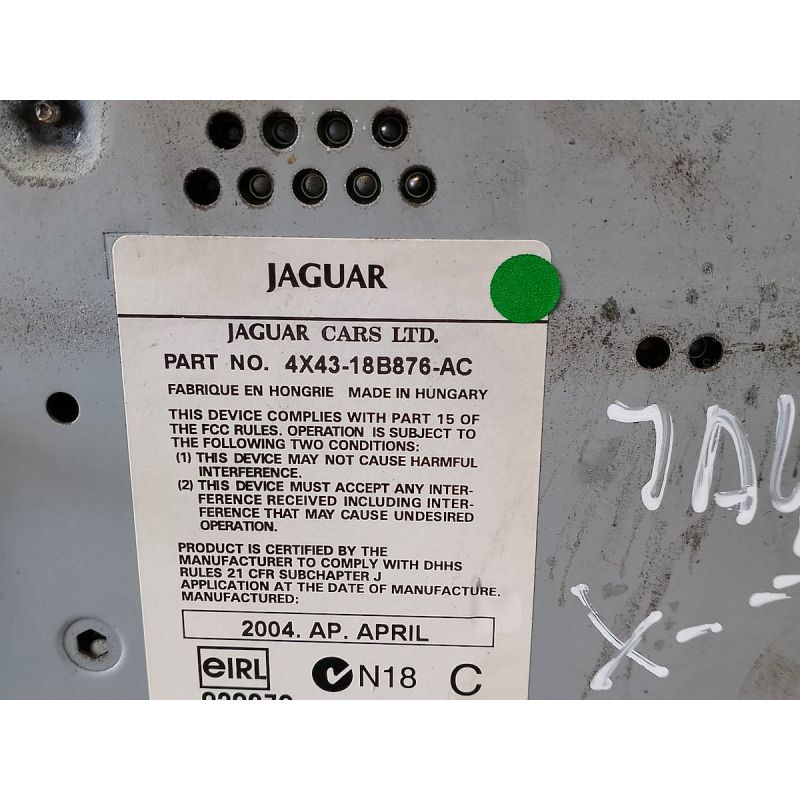 JAGUAR
JAGUAR CARS LTD.
PART NO. 4X43-18B876-AC
FABRIQUE EN HONGRIE MADE IN HUNGARY
THIS DEVICE COMPLIES WITH PART 15 OF
THE FCC RULES. OPERATION IS SUBJECT TO
THE FOLLOWING TWO CONDITIONS:
(1) THIS DEVICE MAY NOT CAUSE HARMFUL
INTERFERENCE.
(2) THIS DEVICE MUST ACCEPT ANY INTER-
FERENCE RECEIVED INCLUDING INTER-
FERENCE THAT MAY CAUSE UNDESIRED
OPERATION.
PRODUCT IS CERTIFIED BY THE
MANUFACTURER TO COMPLY WITH DHHS
RULES 21 CFR SUBCHAPTER J
APPLICATION AT THE DATE OF MANUFACTURE.
MANUFACTURED:
2004. AP. APRIL
eIRL
N18 C
X-